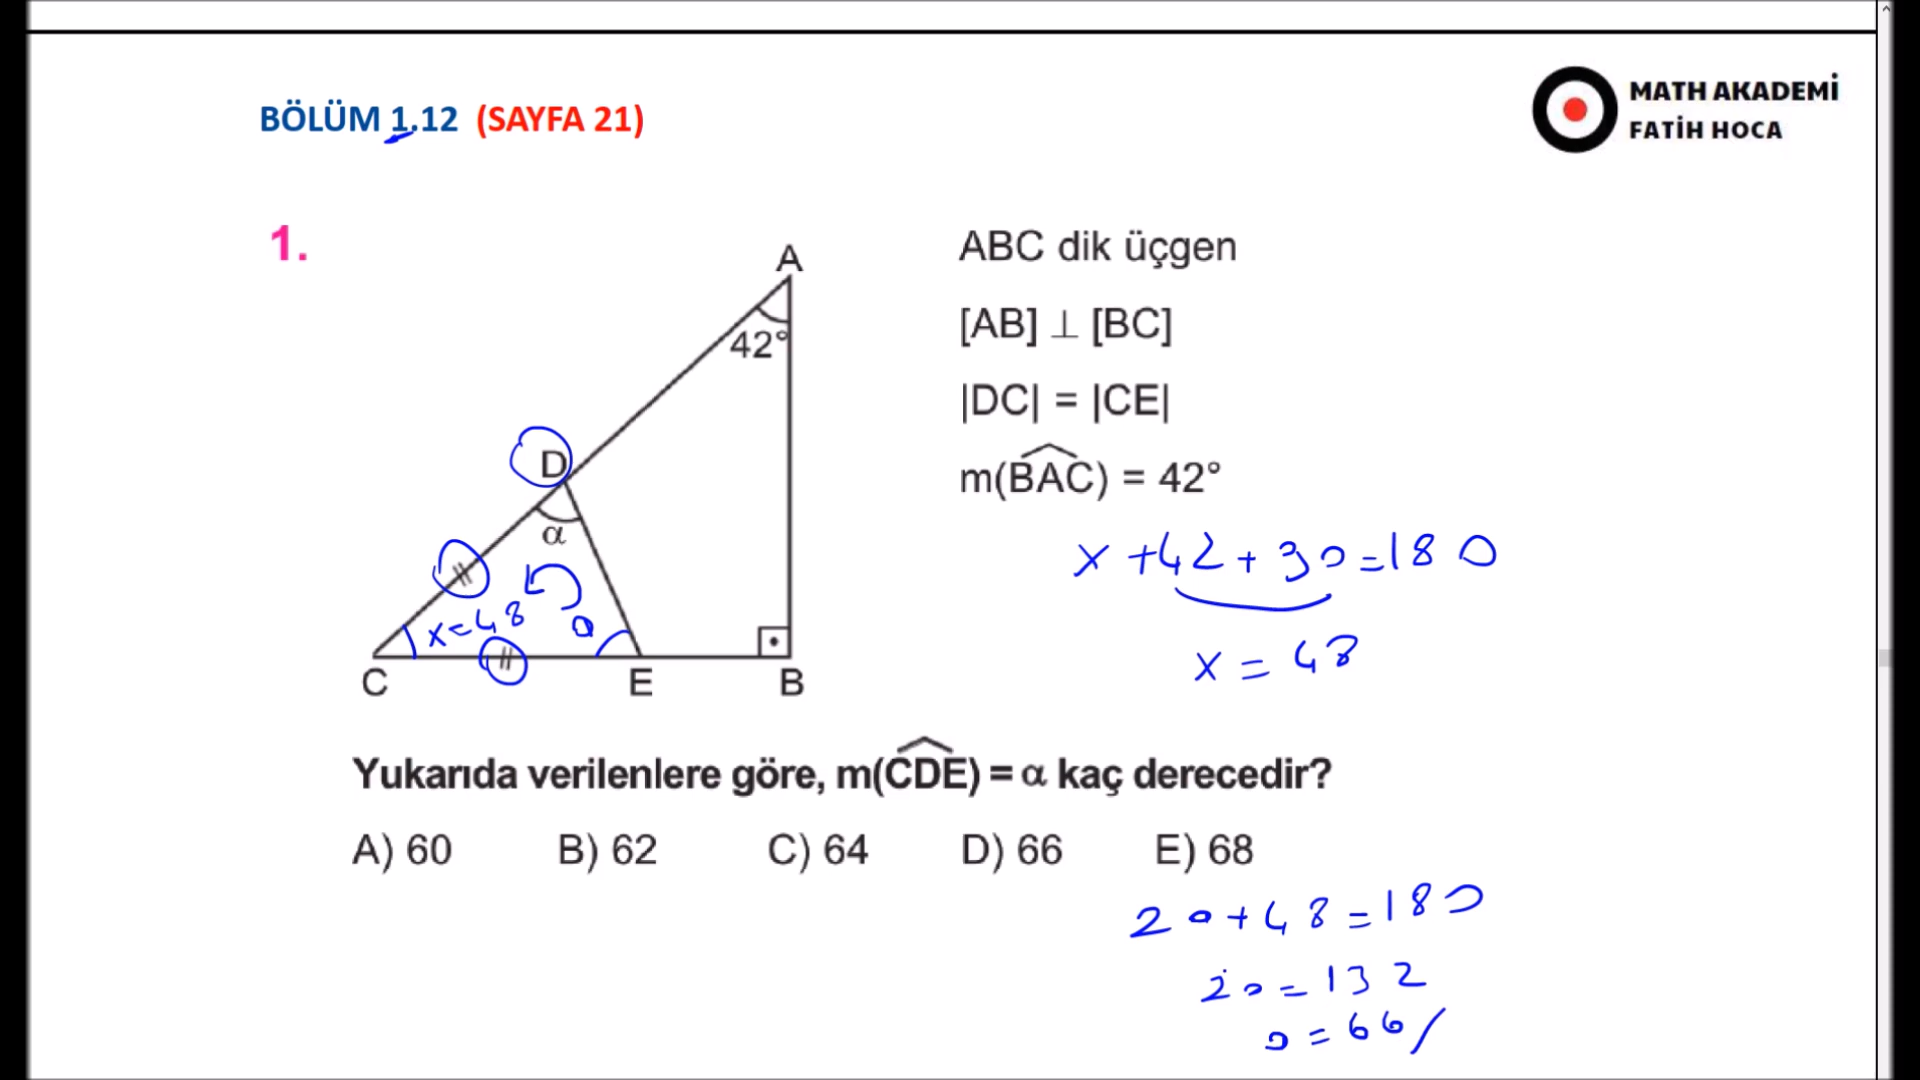 BÖLÜM 1.12 (SAYFA 21)
MATH AKADEMİ
FATİH HOCA
1.
A
42°
D
α
x=48
C
E
B
ABC dik üçgen
[AB] ⊥ [BC]
|DC| = |CE|
m(BAC) = 42°
x+42+90=180
x=48
Yukarıda verilenlere göre, m(CDE) = α kaç derecedir?
A) 60 B) 62 C) 64 D) 66 E) 68
2α+48=180
2α=132
α=66